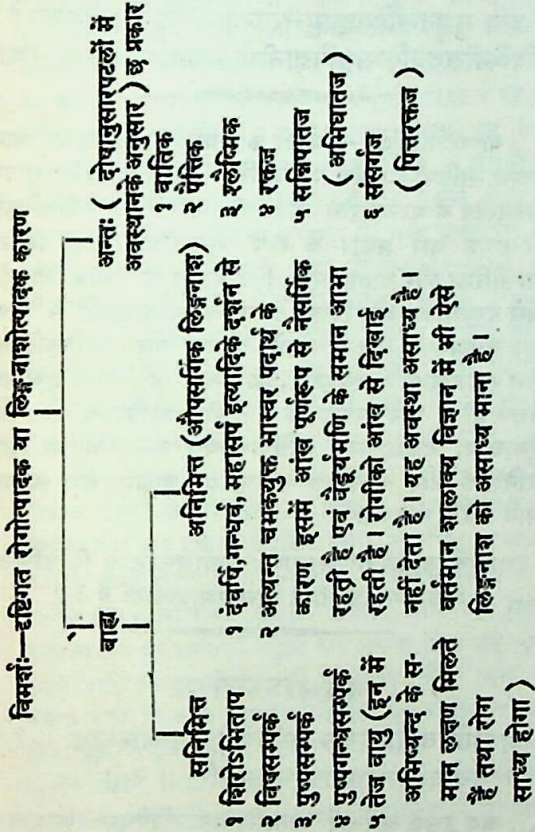 विमर्शः—दृष्टिगत रोगोत्पादक या लिङ्गनाशोत्पादक कारण
बाह्य
सनिमित्त
१ शिरोऽभिताप
२ विषसम्पर्क
३ पुष्पसम्पर्क
४ पुष्पगन्धसम्पर्क
५ तेज वायु (इन में
अभिष्यन्द के स-
मान लक्षण मिलते
हैं तथा रोग
साध्य होगा )
अनिमित्त (औपसर्गिक लिङ्गनाश)
१ देवर्षि,गन्धर्व, महासर्प इत्यादिके दर्शन से
२ अत्यन्त चमकयुक्त भास्वर पदार्थ के
कारण इसमें आंख पूर्णरूप से नैसर्गिक
रहती है एवं वैदूर्यमणि के समान आभा
रहती है। रोगीको आंख से दिखाई
नहीं देता है। यह अवस्था असाध्य है।
वर्तमान शालाक्य विज्ञान में भी ऐसे
लिङ्गनाश को असाध्य माना है।
अन्तः ( दोषानुसारपटलों में
अवस्थानके अनुसार ) छ प्रकार
१ वातिक
२ पैत्तिक
३ श्लैष्मिक
४ रक्तज
५ सन्निपातज
( अभिघातज )
६ संसर्गज
( पित्तरक्तज )